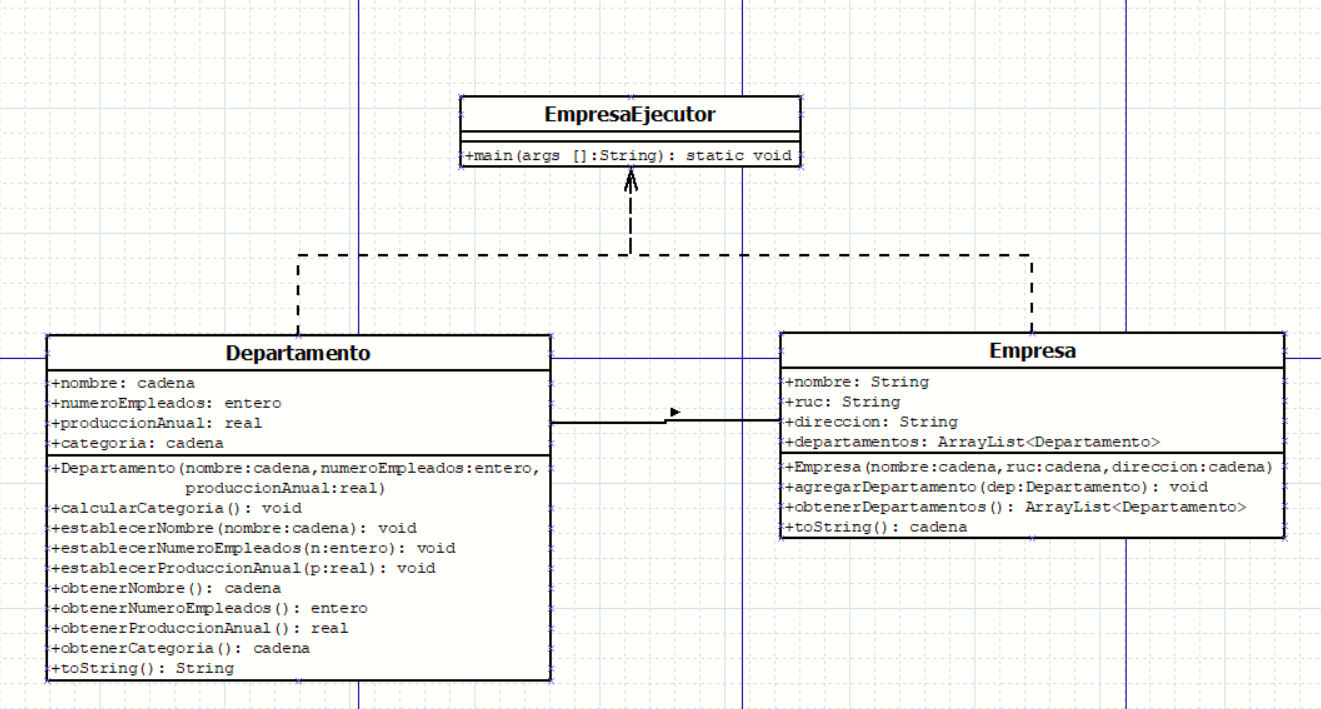 EmpresaEjecutor
+main(args []:String): static void
Departamento
+nombre: cadena
+numeroEmpleados: entero
+produccionAnual: real
+categoria: cadena
+Departamento(nombre:cadena,numeroEmpleados:entero,
produccionAnual:real)
+calcularCategoria(): void
+establecerNombre(nombre:cadena): void
+establecerNumeroEmpleados(n:entero): void
+establecerProduccionAnual(p:real): void
+obtenerNombre(): cadena
+obtenerNumeroEmpleados(): entero
+obtenerProduccionAnual(): real
+obtenerCategoria(): cadena
+toString(): String
Empresa
+nombre: String
+ruc: String
+direccion: String
+departamentos: ArrayList<Departamento>
+Empresa(nombre:cadena,ruc:cadena,direccion:cadena)
+agregarDepartamento(dep:Departamento): void
+obtenerDepartamentos(): ArrayList<Departamento>
+toString(): cadena